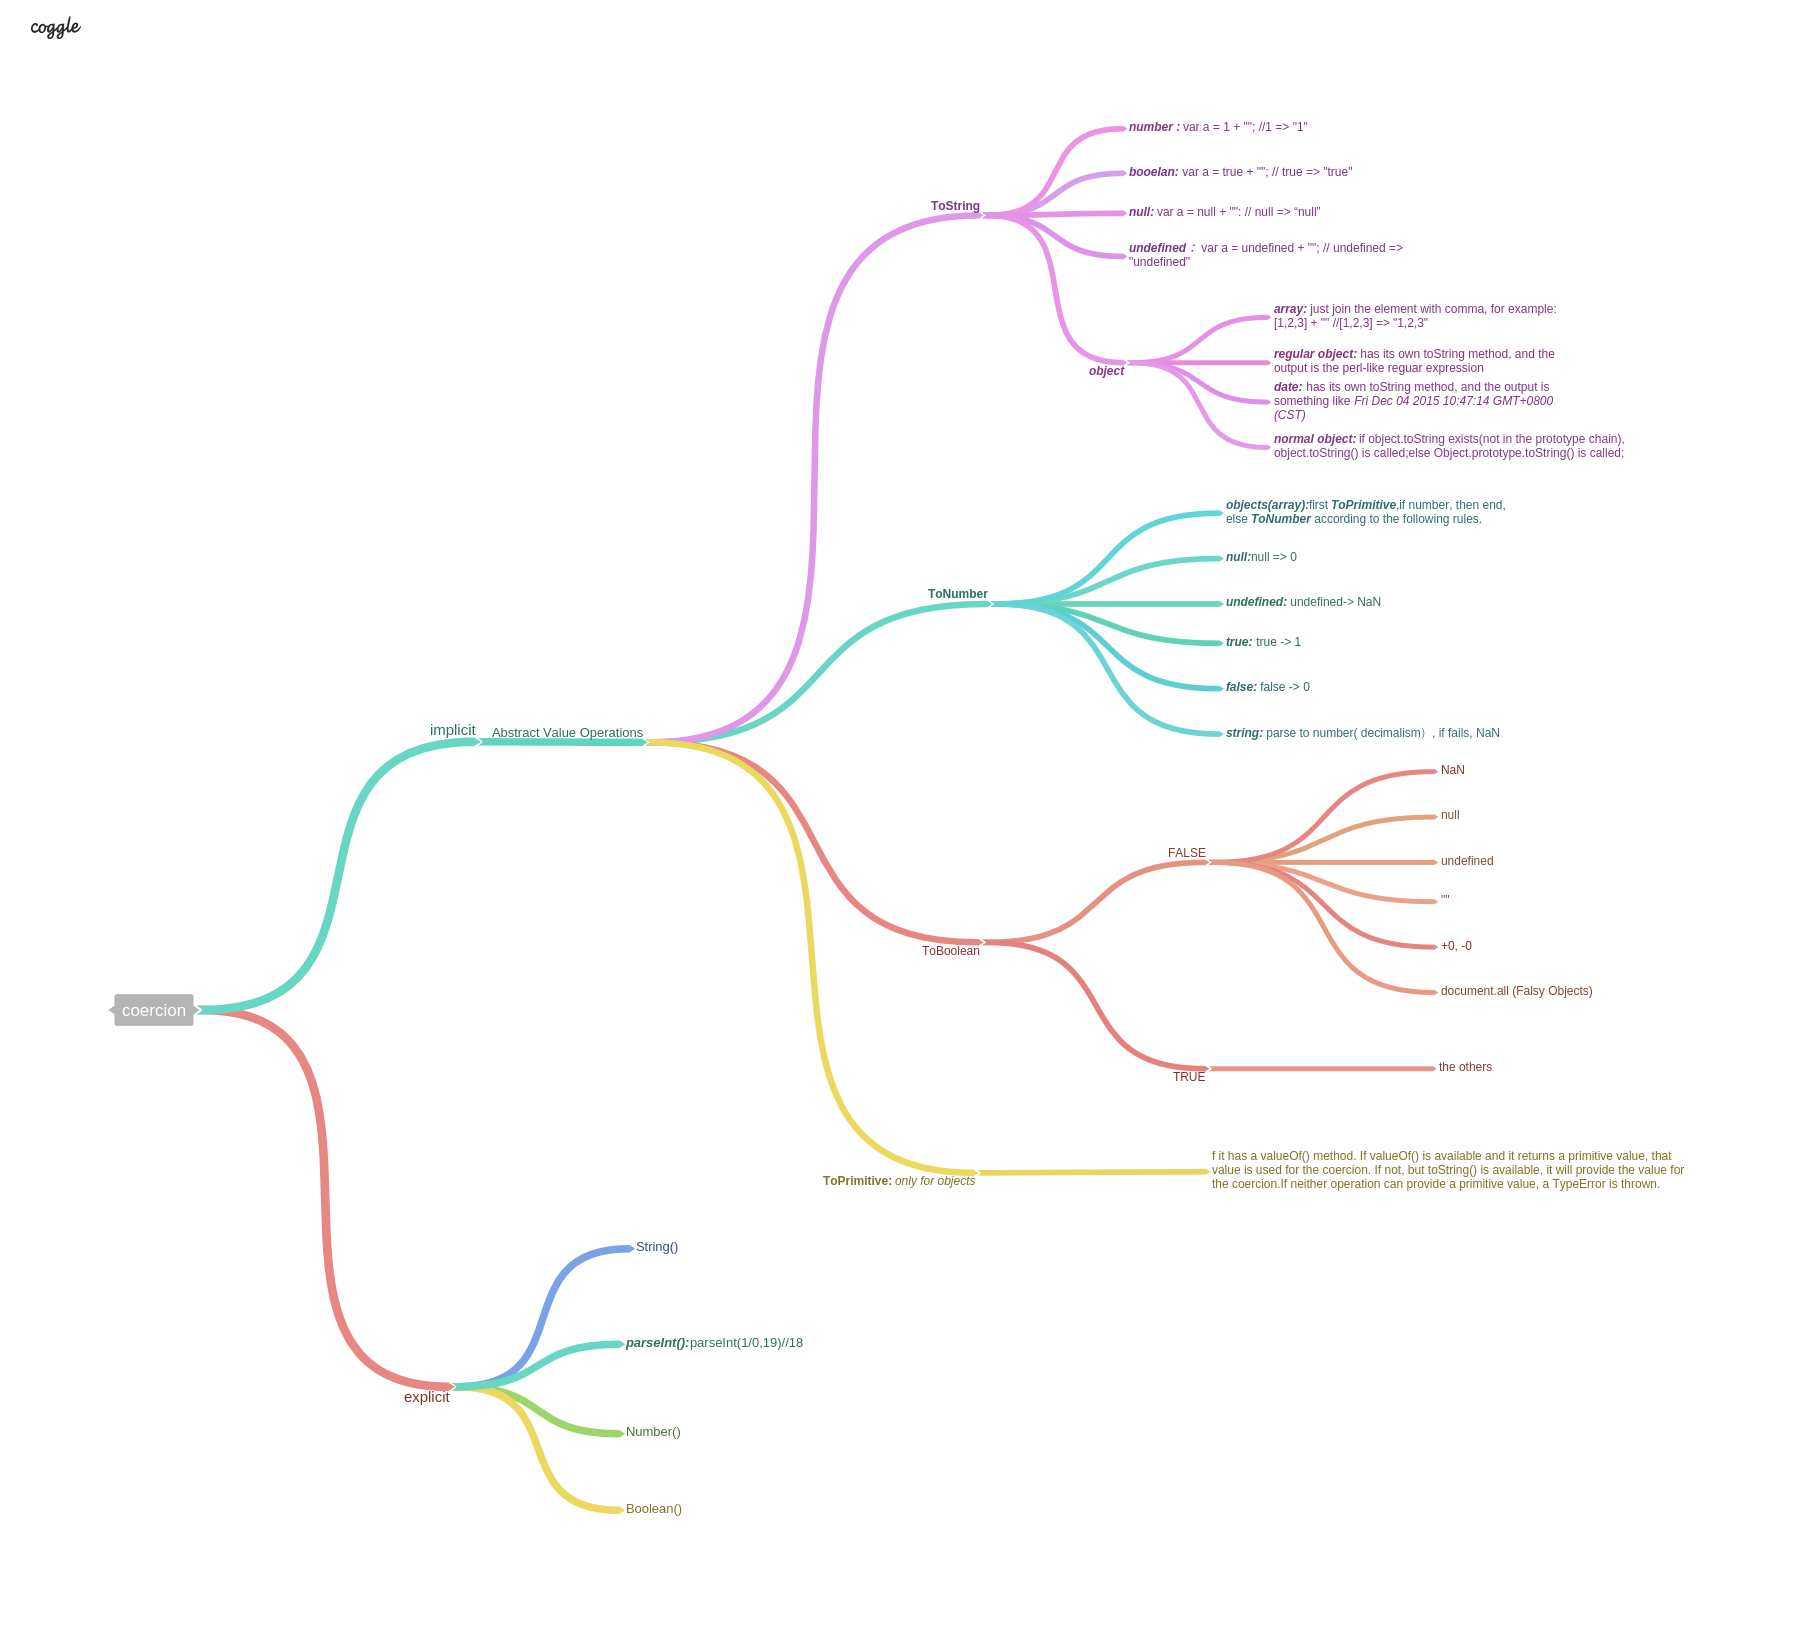 coggle
number : var a = 1 + ""; //1 => "1"
booelan: var a = true + ""; // true => "true"
ToString
null: var a = null + "": // null => “null”
undefined： var a = undefined + ""; // undefined =>
"undefined"
array: just join the element with comma, for example:
[1,2,3] + "" //[1,2,3] => "1,2,3"
regular object: has its own toString method, and the
output is the perl-like reguar expression
object
date: has its own toString method, and the output is
something like Fri Dec 04 2015 10:47:14 GMT+0800
(CST)
normal object: if object.toString exists(not in the prototype chain),
object.toString() is called;else Object.prototype.toString() is called;
objects(array):first ToPrimitive,if number, then end,
else ToNumber according to the following rules.
null:null => 0
ToNumber
undefined: undefined-> NaN
true: true -> 1
false: false -> 0
string: parse to number( decimalism）, if fails, NaN
implicit
Abstract Value Operations
NaN
null
FALSE
undefined
""
+0, -0
ToBoolean
document.all (Falsy Objects)
coercion
the others
TRUE
f it has a valueOf() method. If valueOf() is available and it returns a primitive value, that
value is used for the coercion. If not, but toString() is available, it will provide the value for
the coercion.If neither operation can provide a primitive value, a TypeError is thrown.
ToPrimitive: only for objects
String()
parseInt():parseInt(1/0,19)//18
explicit
Number()
Boolean()